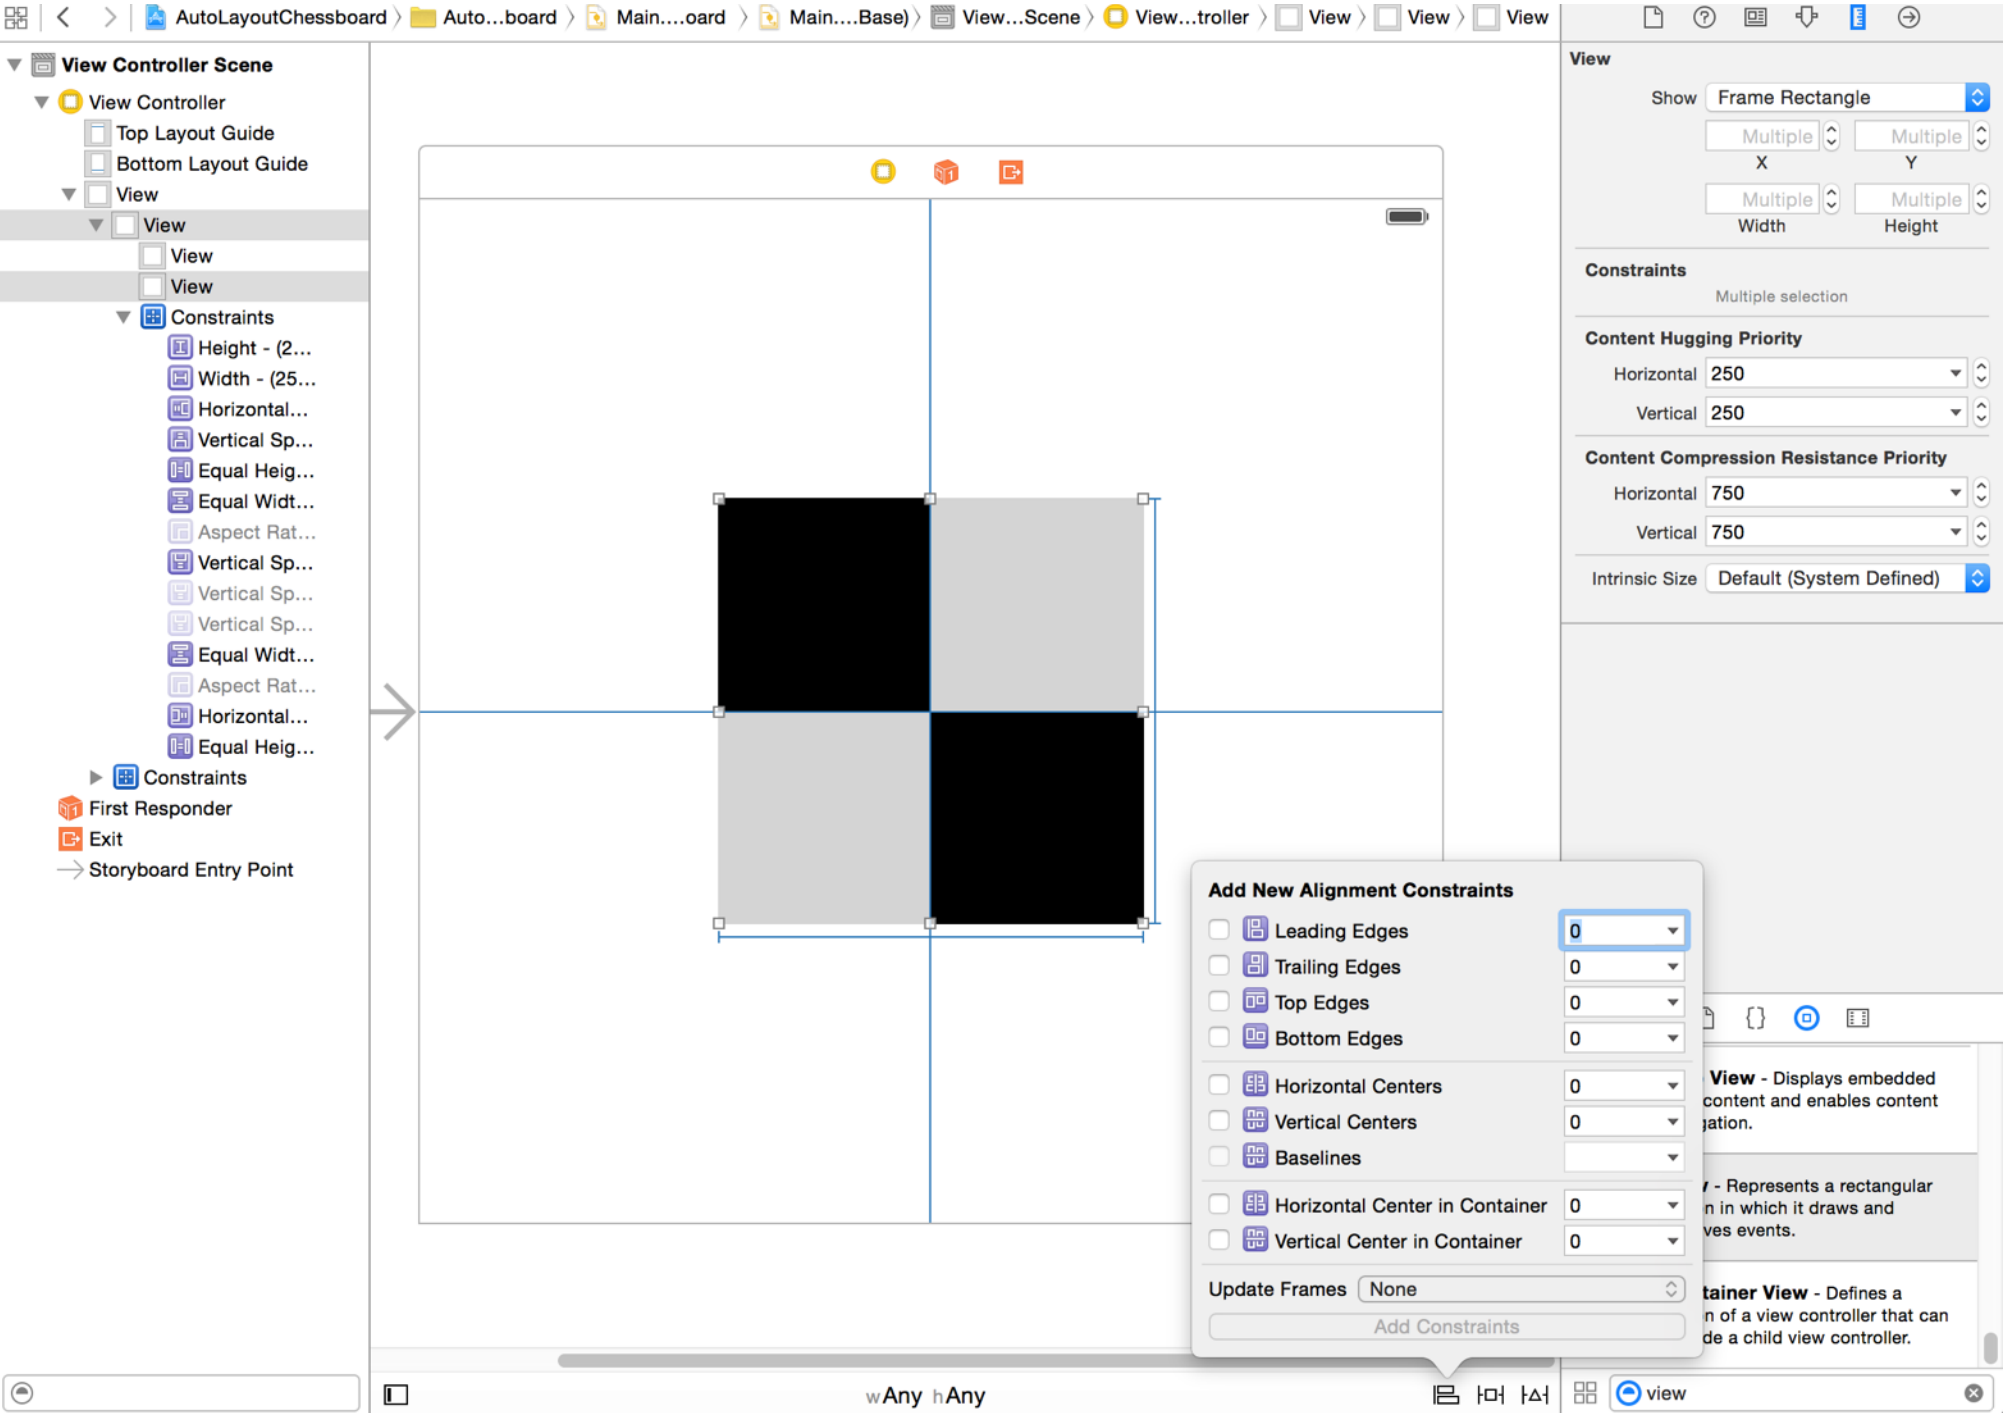 AutoLayoutChessboard
Auto...board
Main....oard
Main....Base)
View...Scene
View...troller
View
View
View
View Controller Scene
View Controller
Top Layout Guide
Bottom Layout Guide
View
View
View
View
Constraints
Height - (2...
Width - (25...
Horizontal...
Vertical Sp...
Equal Heig...
Equal Widt...
Aspect Rat...
Vertical Sp...
Vertical Sp...
Vertical Sp...
Equal Widt...
Aspect Rat...
Horizontal...
Equal Heig...
Constraints
First Responder
Exit
Storyboard Entry Point
wAny hAny
Add New Alignment Constraints
Leading Edges 0
Trailing Edges 0
Top Edges 0
Bottom Edges 0
Horizontal Centers 0
Vertical Centers 0
Baselines
Horizontal Center in Container 0
Vertical Center in Container 0
Update Frames None
Add Constraints
View
Show Frame Rectangle
Multiple Multiple
X Y
Multiple Multiple
Width Height
Constraints
Multiple selection
Content Hugging Priority
Horizontal 250
Vertical 250
Content Compression Resistance Priority
Horizontal 750
Vertical 750
Intrinsic Size Default (System Defined)
{}
View - Displays embedded
content and enables content
gation.
- Represents a rectangular
n in which it draws and
ves events.
tainer View - Defines a
n of a view controller that can
de a child view controller.
view